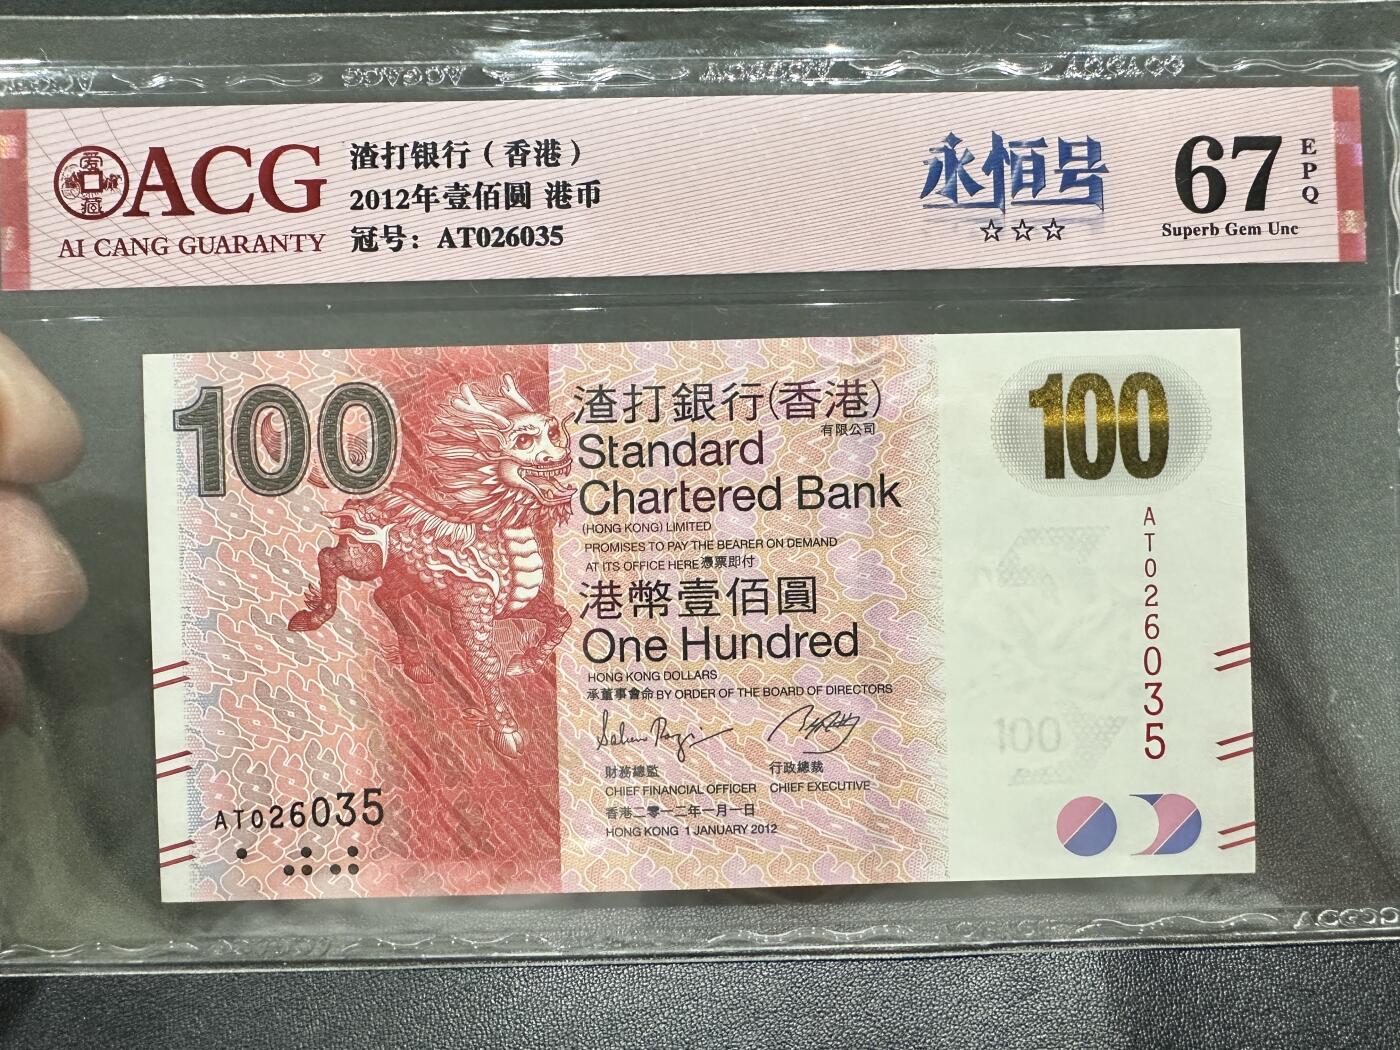 ACG
AI CANG GUARANTY
爱藏
渣打银行（香港）
2012年壹佰圆 港币
冠号：AT026035
永恒号
☆☆☆
67
EPQ
Superb Gem Unc
100
渣打銀行(香港)
有限公司
Standard
Chartered Bank
(HONG KONG) LIMITED
PROMISES TO PAY THE BEARER ON DEMAND
AT ITS OFFICE HERE 憑票即付
港幣壹佰圓
One Hundred
HONG KONG DOLLARS
承董事會命 BY ORDER OF THE BOARD OF DIRECTORS
財務總監
CHIEF FINANCIAL OFFICER
行政總裁
CHIEF EXECUTIVE
香港二零一二年一月一日
HONG KONG 1 JANUARY 2012
AT026035
100
AT026035
100